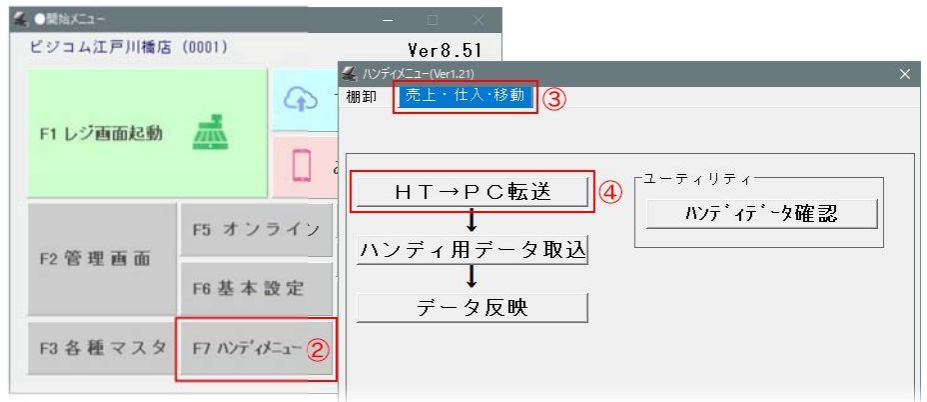 ●開始メニュー
ビジコム江戸川橋店 (0001)
Ver8.51
F1 レジ画面起動
F2 管理画面
F5 オンライン
F6 基本設定
F3 各種マスタ
F7 ハンディメニュー ②
ハンディメニュー(Ver1.21)
棚卸 売上・仕入・移動 ③
HT→PC転送 ④
↓
ハンディ用データ取込
↓
データ反映
ユーティリティ
ハンディデータ確認